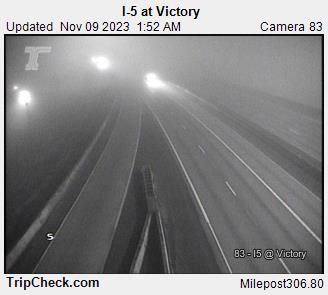 I-5 at Victory
Updated Nov 09 2023 1:52 AM Camera 83
T
S
83 - I5 @ Victory
TripCheck.com Milepost306.80